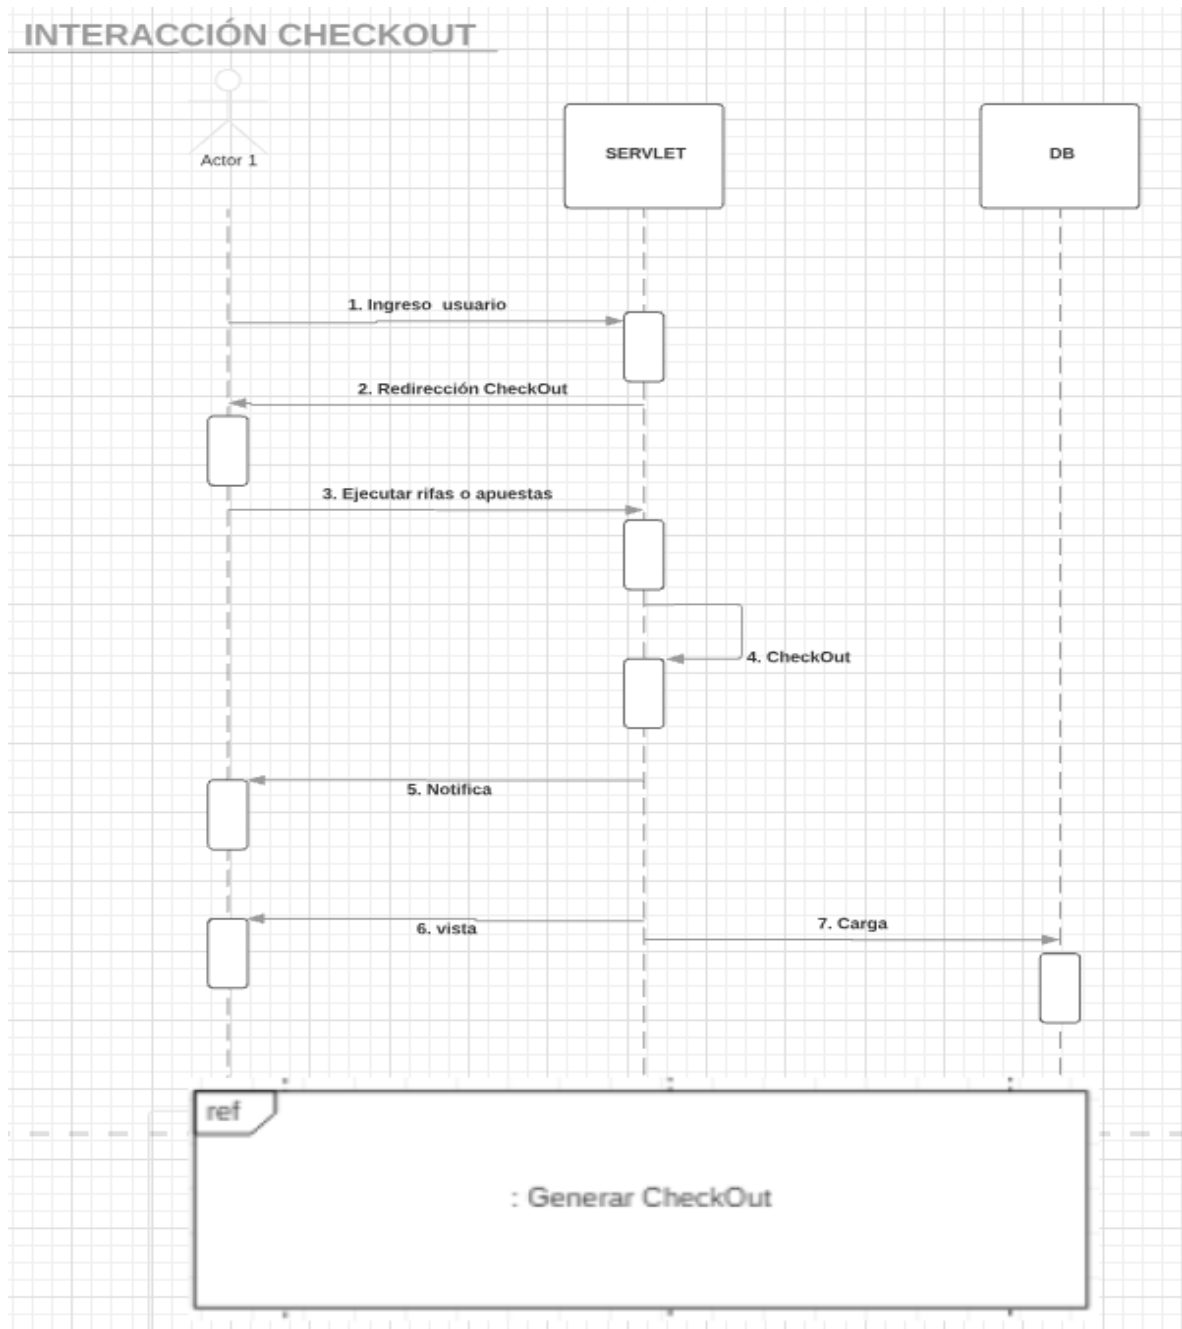 INTERACCIÓN CHECKOUT
Actor 1
SERVLET
DB
1. Ingreso usuario
2. Redirección CheckOut
3. Ejecutar rifas o apuestas
4. CheckOut
5. Notifica
6. vista
7. Carga
ref
: Generar CheckOut